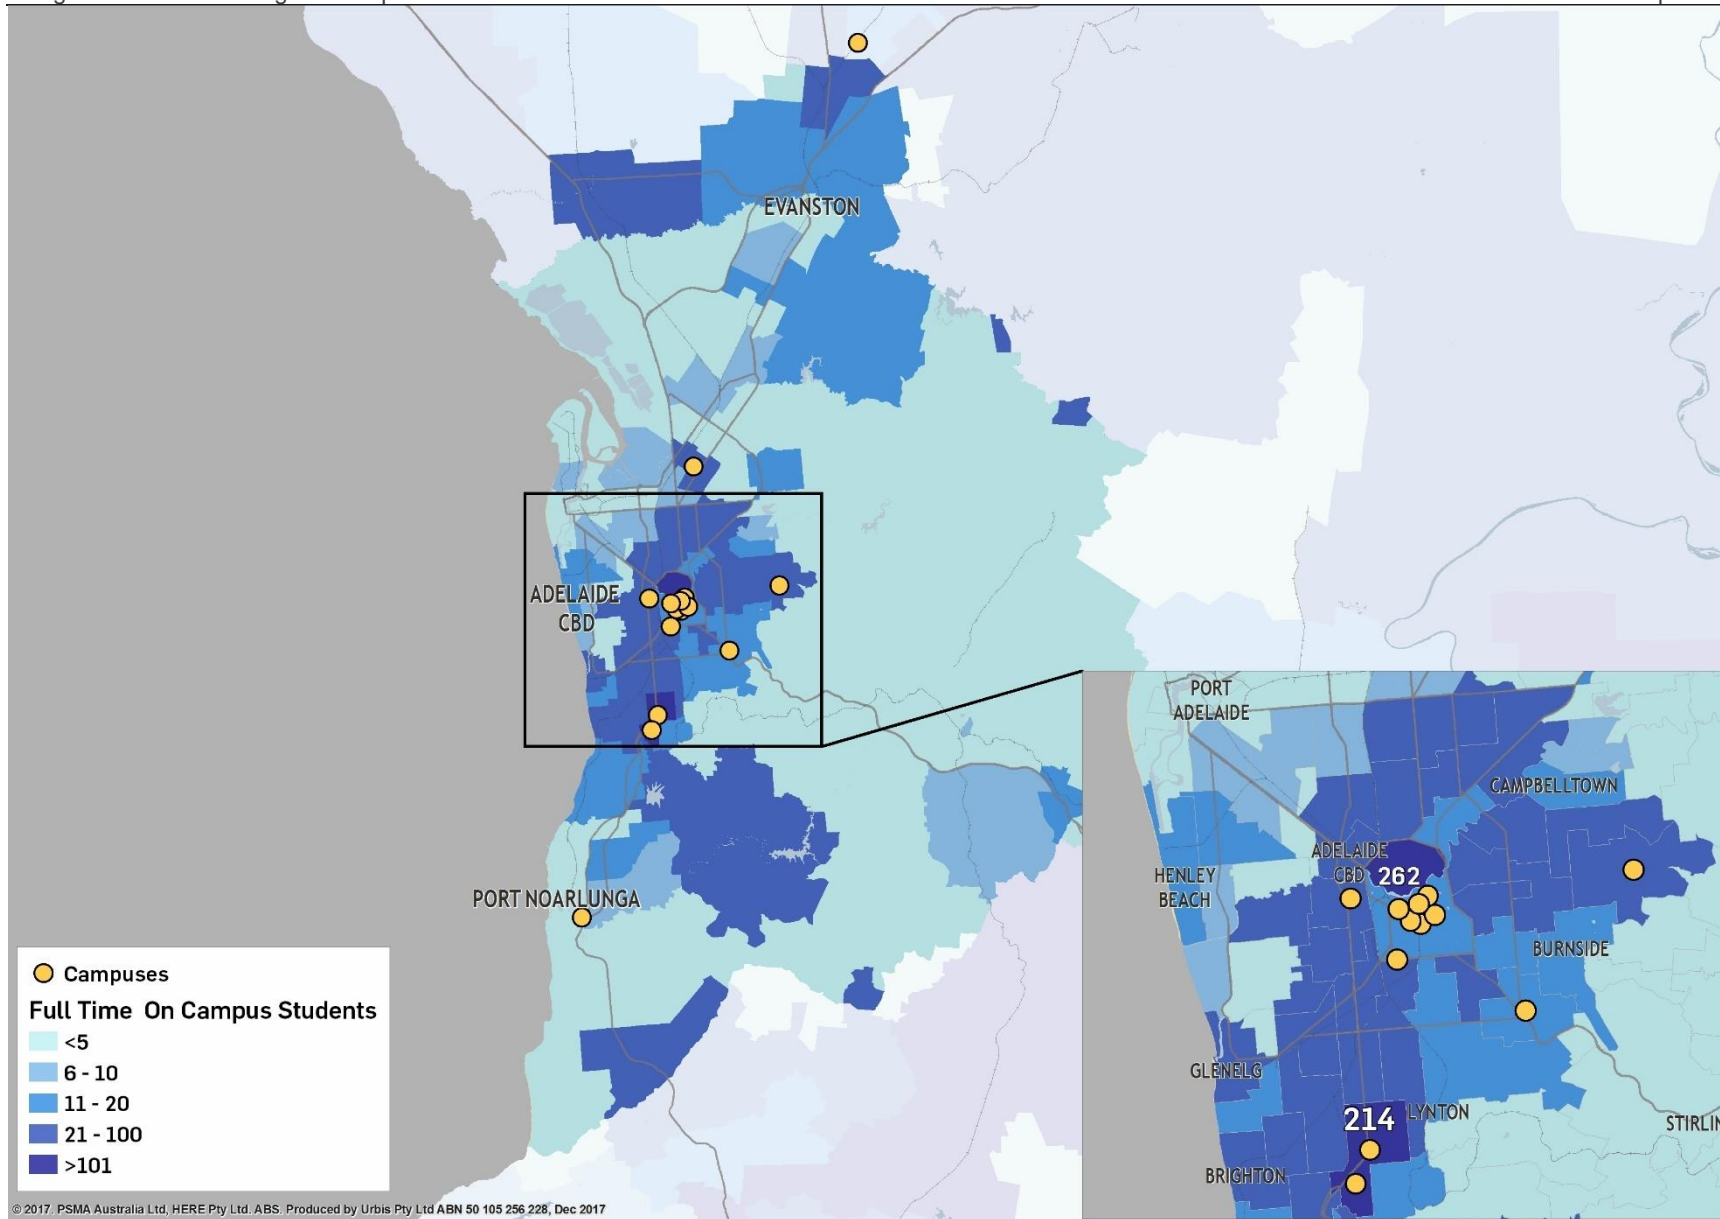 EVANSTON
ADELAIDE
CBD
PORT NOARLUNGA
PORT
ADELAIDE
CAMPBELLTOWN
ADELAIDE
CBD
262
HENLEY
BEACH
BURNSIDE
GLENELG
214
LYNTON
STIRLIN
BRIGHTON
Campuses
Full Time On Campus Students
<5
6 - 10
11 - 20
21 - 100
>101
© 2017. PSMA Australia Ltd, HERE Pty Ltd. ABS. Produced by Urbis Pty Ltd ABN 50 105 256 228, Dec 2017